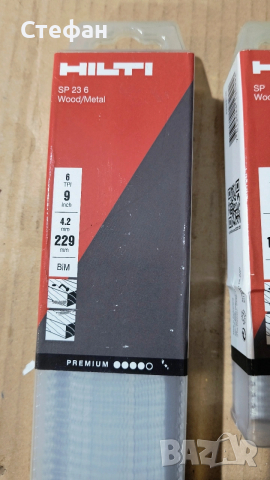 Стефан
HILTI
SP 23 6
Wood/Metal
6
TPI
9
inch
4.2
mm
229
mm
BiM
PREMIUM
SP
Wood
BAZAR.BG